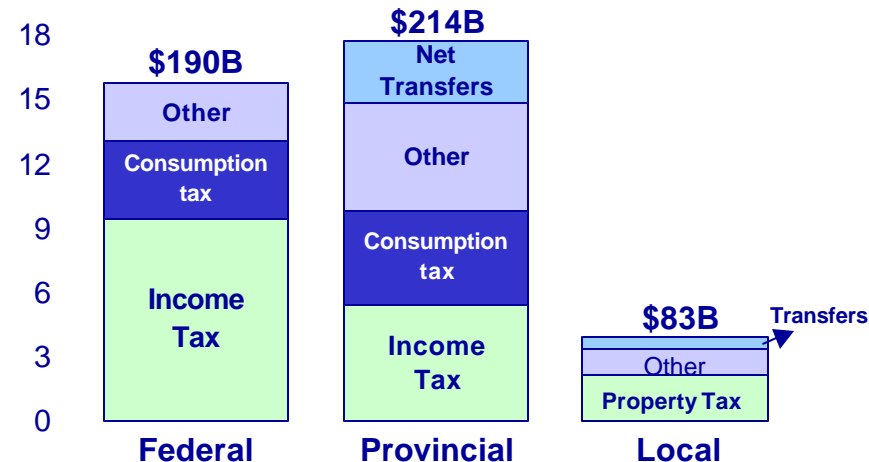 18
15
12
9
6
3
0
$190B
Other
Consumption
tax
Income
Tax
Federal
$214B
Net
Transfers
Other
Consumption
tax
Income
Tax
Provincial
$83B
Transfers
Other
Property Tax
Local